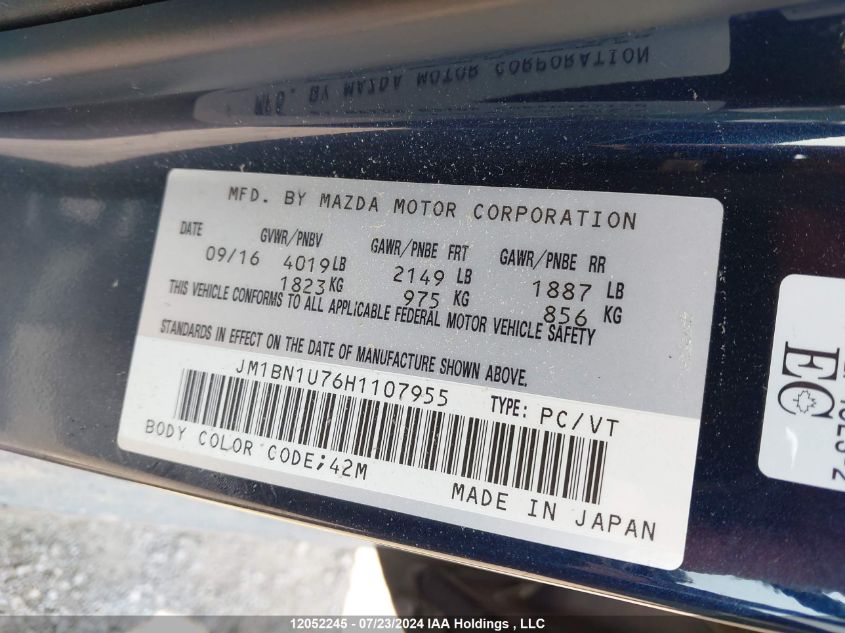 MFD. BY MAZDA MOTOR CORPORATION
DATE GVWR/PNBV GAWR/PNBE FRT GAWR/PNBE RR
09/16 4019LB 2149 LB 1887 LB
1823KG 975 KG 856 KG
THIS VEHICLE CONFORMS TO ALL APPLICABLE FEDERAL MOTOR VEHICLE SAFETY
STANDARDS IN EFFECT ON THE DATE OF MANUFACTURE SHOWN ABOVE.
JM1BN1U76H1107955 TYPE: PC/VT
BODY COLOR CODE;42M
MADE IN JAPAN
EC
12052245 - 07/23/2024 IAA Holdings , LLC